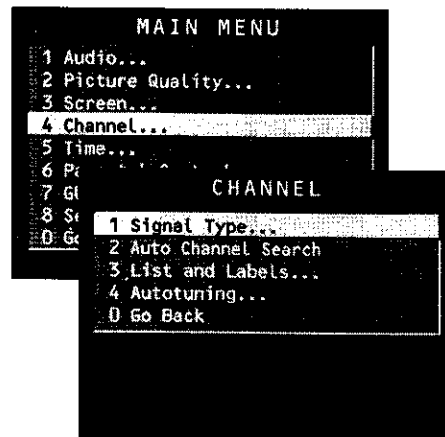 MAIN MENU
1 Audio...
2 Picture Quality...
3 Screen...
4 Channel...
5 Time...
6
7
8
0
CHANNEL
1 Signal Type...
2 Auto Channel Search
3 List and Labels...
4 Autotuning...
0 Go Back